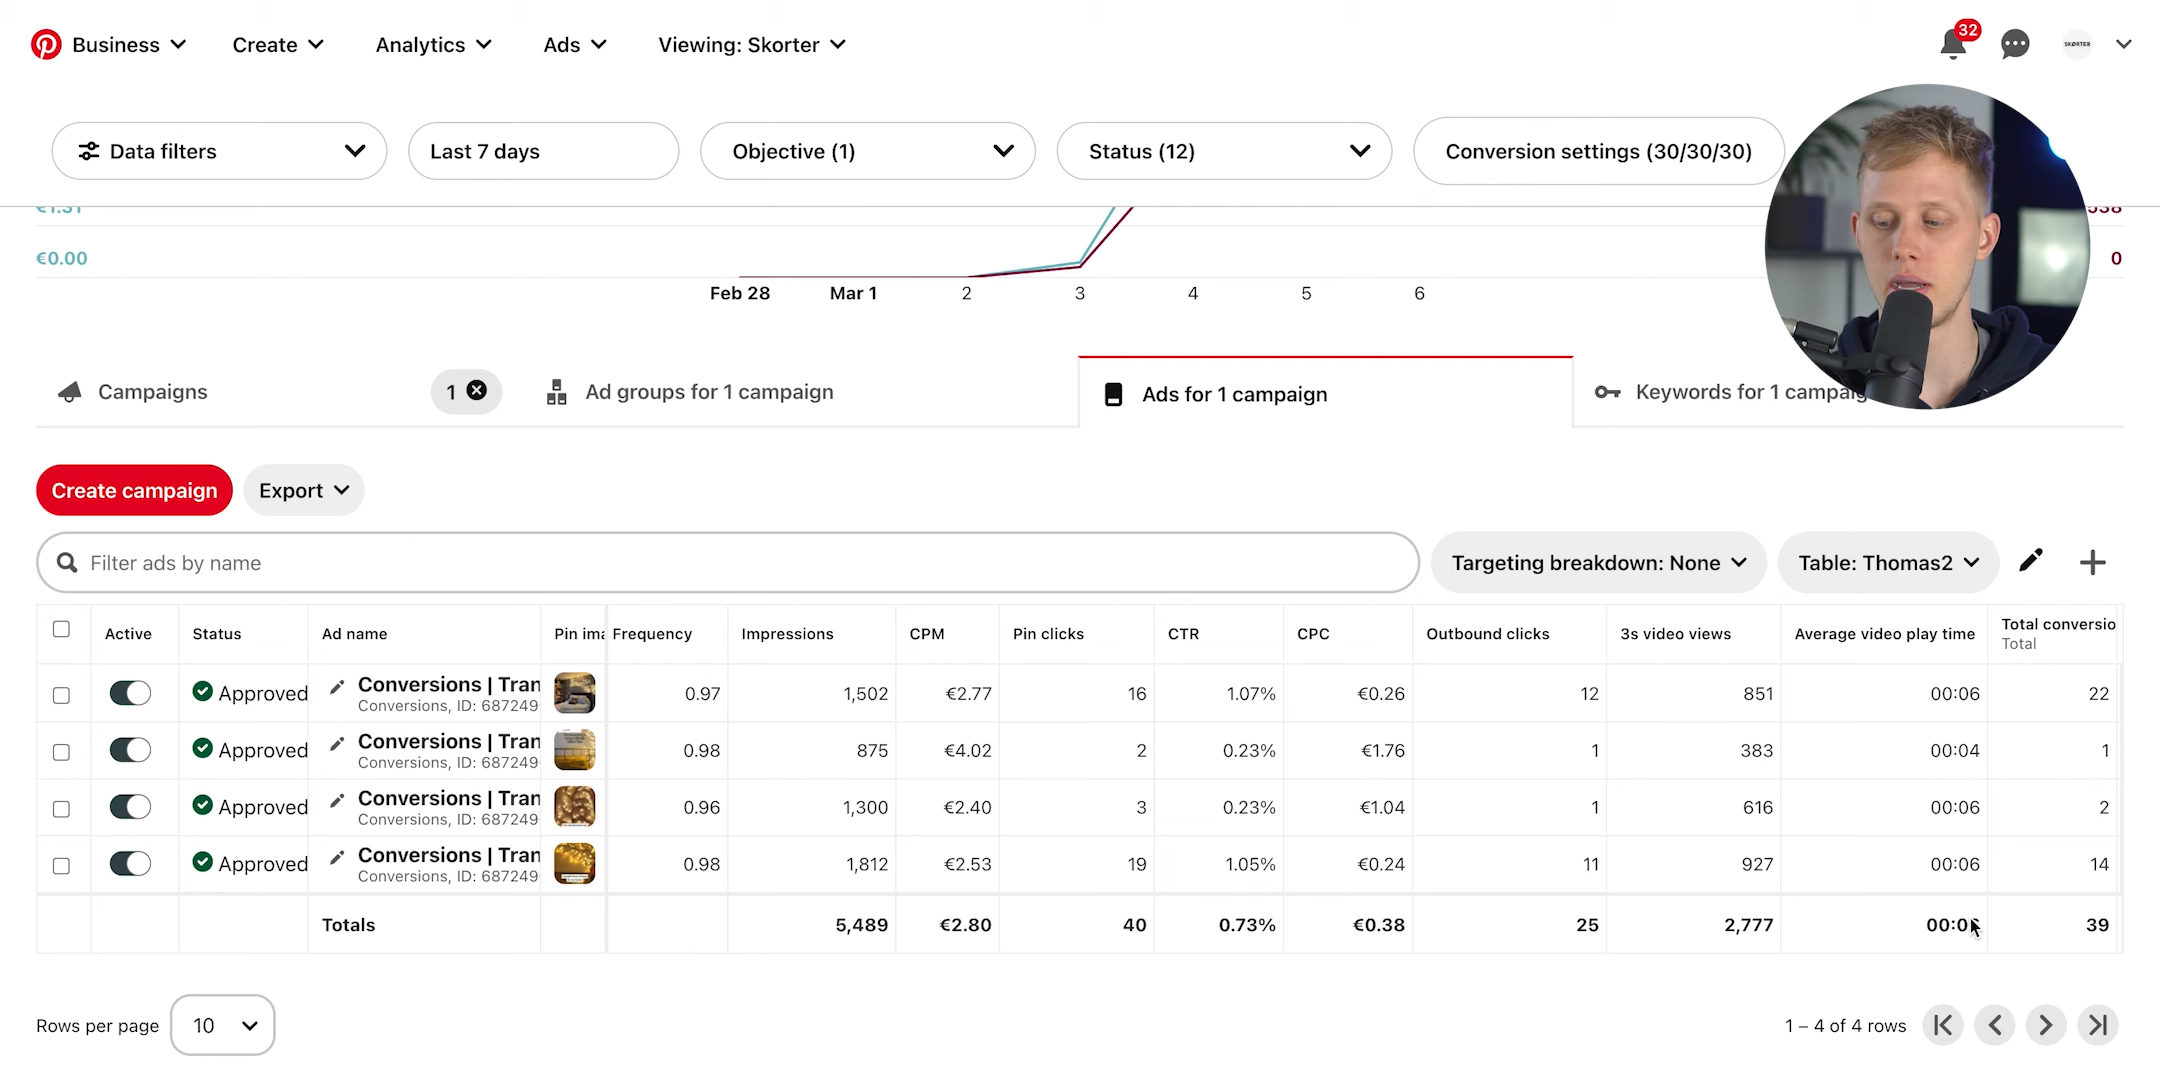 Business Create Analytics Ads Viewing: Skorter 32 SKØRTER
Data filters Last 7 days Objective (1) Status (12) Conversion settings (30/30/30)
€1.31 538
€0.00 0
Feb 28 Mar 1 2 3 4 5 6
Campaigns 1 Ad groups for 1 campaign Ads for 1 campaign Keywords for 1 campaig
Create campaign Export
Filter ads by name Targeting breakdown: None Table: Thomas2
Active Status Ad name Pin ima Frequency Impressions CPM Pin clicks CTR CPC Outbound clicks 3s video views Average video play time Total conversio
Total
Approved Conversions | Tran 0.97 1,502 €2.77 16 1.07% €0.26 12 851 00:06 22
Conversions, ID: 687249
Approved Conversions | Tran 0.98 875 €4.02 2 0.23% €1.76 1 383 00:04 1
Conversions, ID: 687249
Approved Conversions | Tran 0.96 1,300 €2.40 3 0.23% €1.04 1 616 00:06 2
Conversions, ID: 687249
Approved Conversions | Tran 0.98 1,812 €2.53 19 1.05% €0.24 11 927 00:06 14
Conversions, ID: 687249
Totals 5,489 €2.80 40 0.73% €0.38 25 2,777 00:06 39
Rows per page 10 1 – 4 of 4 rows